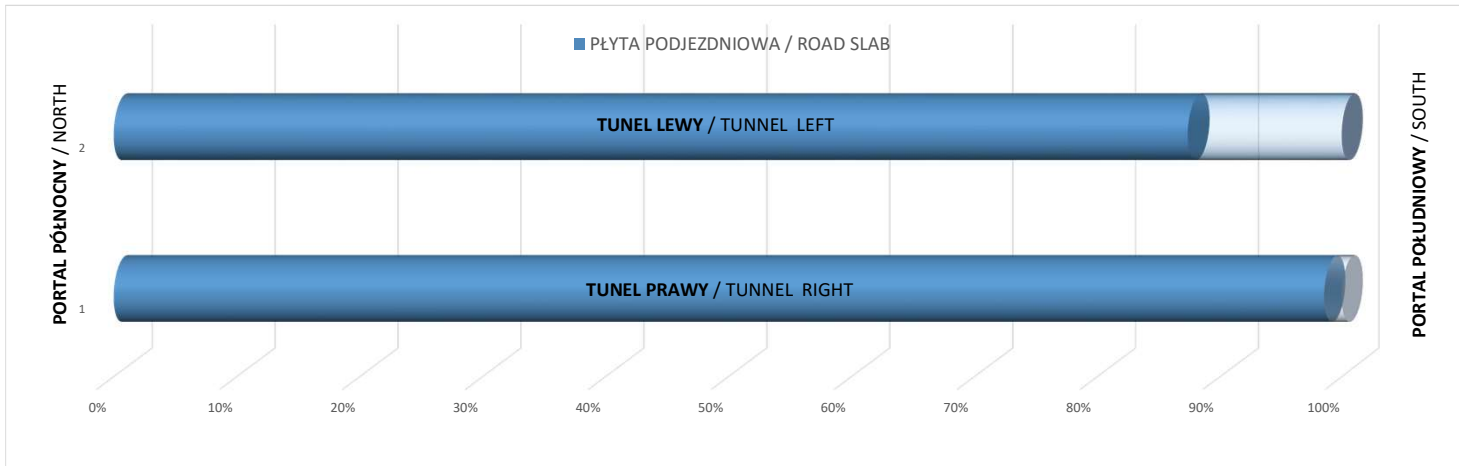 PŁYTA PODJEZDNIOWA / ROAD SLAB
PORTAL PÓŁNOCNY / NORTH
2
TUNEL LEWY / TUNNEL LEFT
1
TUNEL PRAWY / TUNNEL RIGHT
PORTAL POŁUDNIOWY / SOUTH
0% 10% 20% 30% 40% 50% 60% 70% 80% 90% 100%